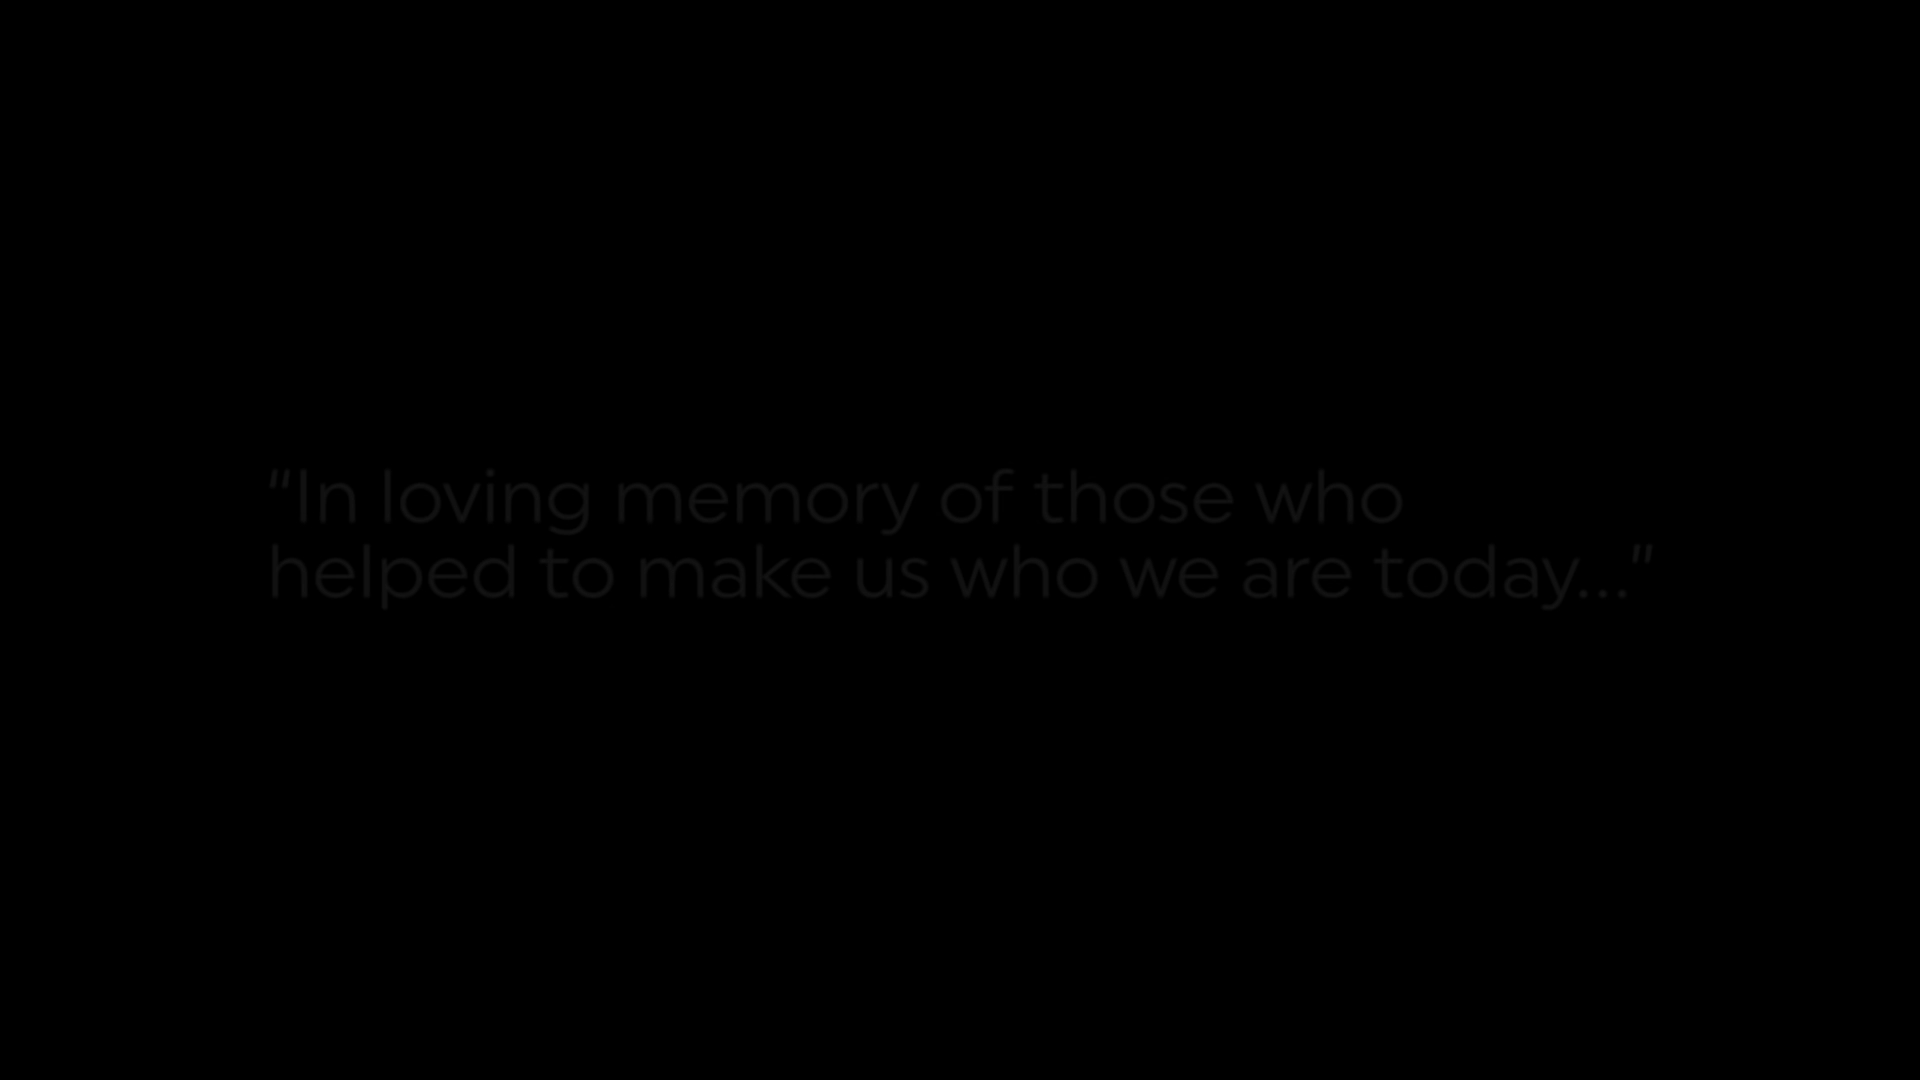 “In loving memory of those who
helped to make us who we are today...”